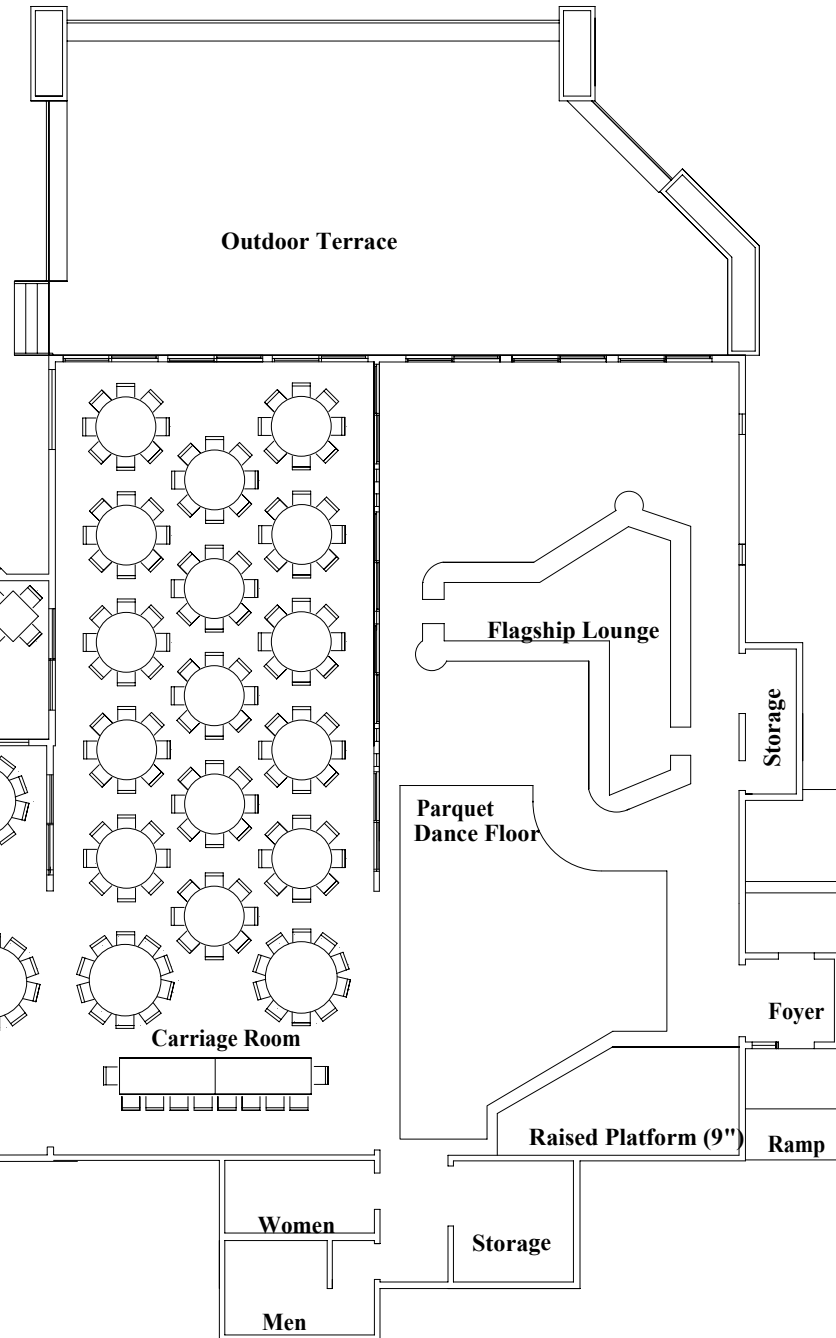 Outdoor Terrace
Flagship Lounge
Storage
Parquet
Dance Floor
Foyer
Carriage Room
Raised Platform (9")
Ramp
Women
Storage
Men